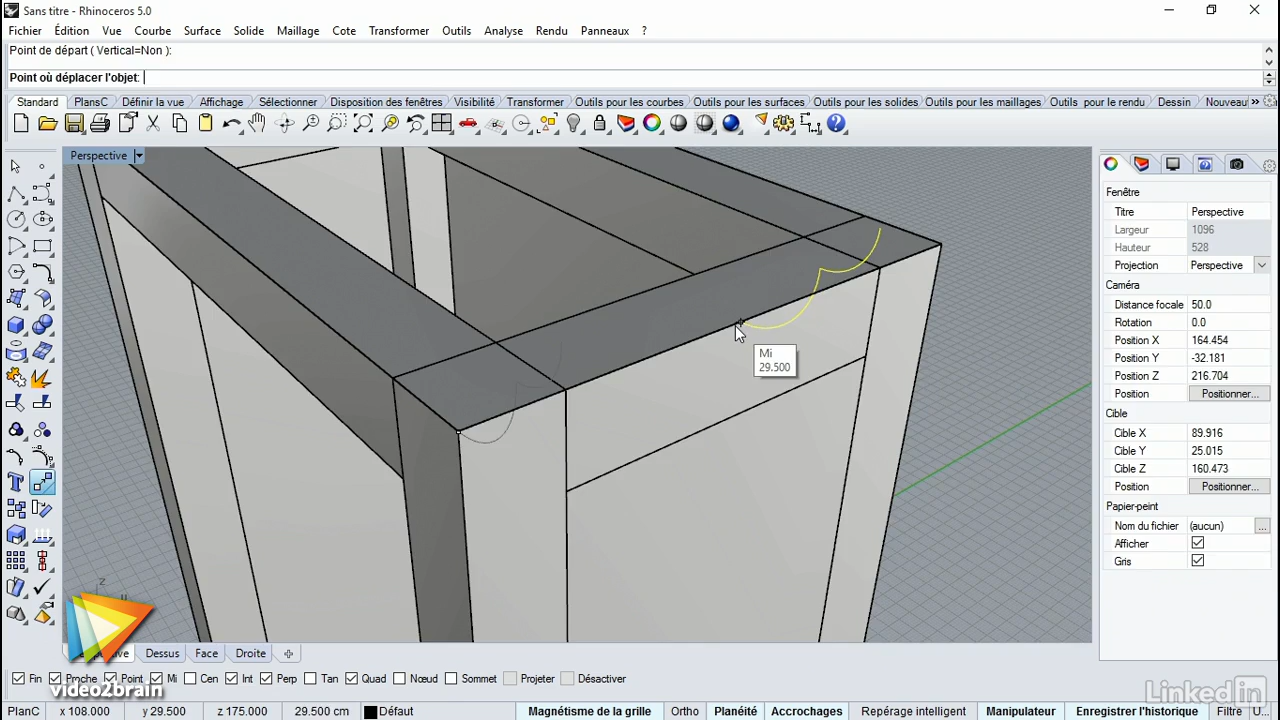 Sans titre - Rhinoceros 5.0
Fichier Édition Vue Courbe Surface Solide Maillage Cote Transformer Outils Analyse Rendu Panneaux ?
Point de départ ( Vertical=Non ):
Point où déplacer l'objet:
Standard PlansC Définir la vue Affichage Sélectionner Disposition des fenêtres Visibilité Transformer Outils pour les courbes Outils pour les surfaces Outils pour les solides Outils pour les maillages Outils pour le rendu Dessin Nouveau »
Perspective
Fenêtre
Titre Perspective
Largeur 1096
Hauteur 528
Projection Perspective
Caméra
Distance focale 50.0
Rotation 0.0
Position X 164.454
Position Y -32.181
Position Z 216.704
Position Positionner...
Cible
Cible X 89.916
Cible Y 25.015
Cible Z 160.473
Position Positionner...
Papier-peint
Nom du fichier (aucun) ...
Afficher
Gris
Mi
29.500
z
Dessus Face Droite
Fin Proche Point Mi Cen Int Perp Tan Quad Nœud Sommet Projeter Désactiver
video2brain
LinkedIn
PlanC x 108.000 y 29.500 z 175.000 29.500 cm Défaut Magnétisme de la grille Ortho Planéité Accrochages Repérage intelligent Manipulateur Enregistrer l'historique Filtre U...